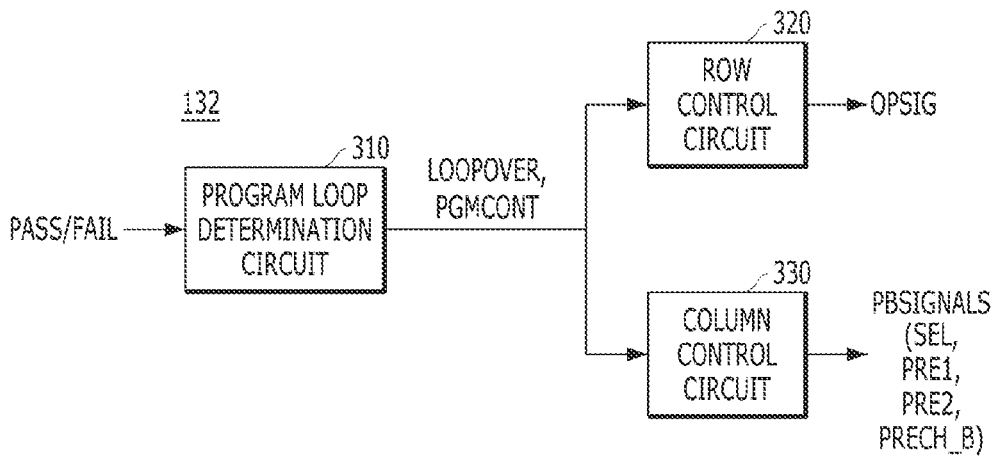 132
PASS/FAIL
310
PROGRAM LOOP
DETERMINATION
CIRCUIT
LOOPOVER,
PGMCONT
320
ROW
CONTROL
CIRCUIT
OPSIG
330
COLUMN
CONTROL
CIRCUIT
PBSIGNALS
(SEL,
PRE1,
PRE2,
PRECH_B)